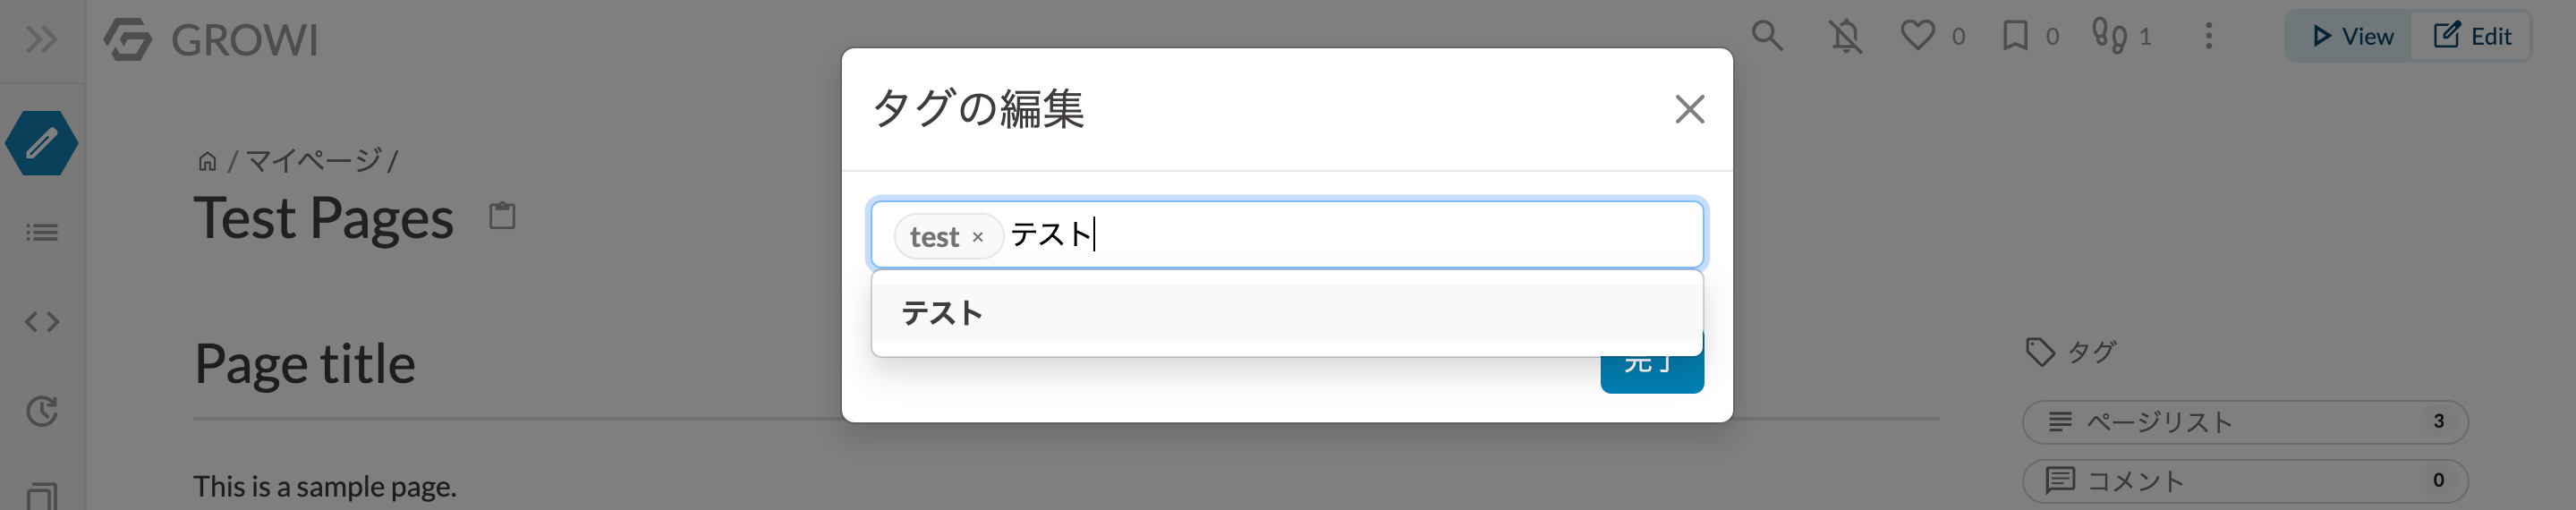 GROWI
0
0
1
View
Edit
/ マイページ /
Test Pages
Page title
This is a sample page.
タグの編集
test × テスト
テスト
完了
タグ
ページリスト 3
コメント 0